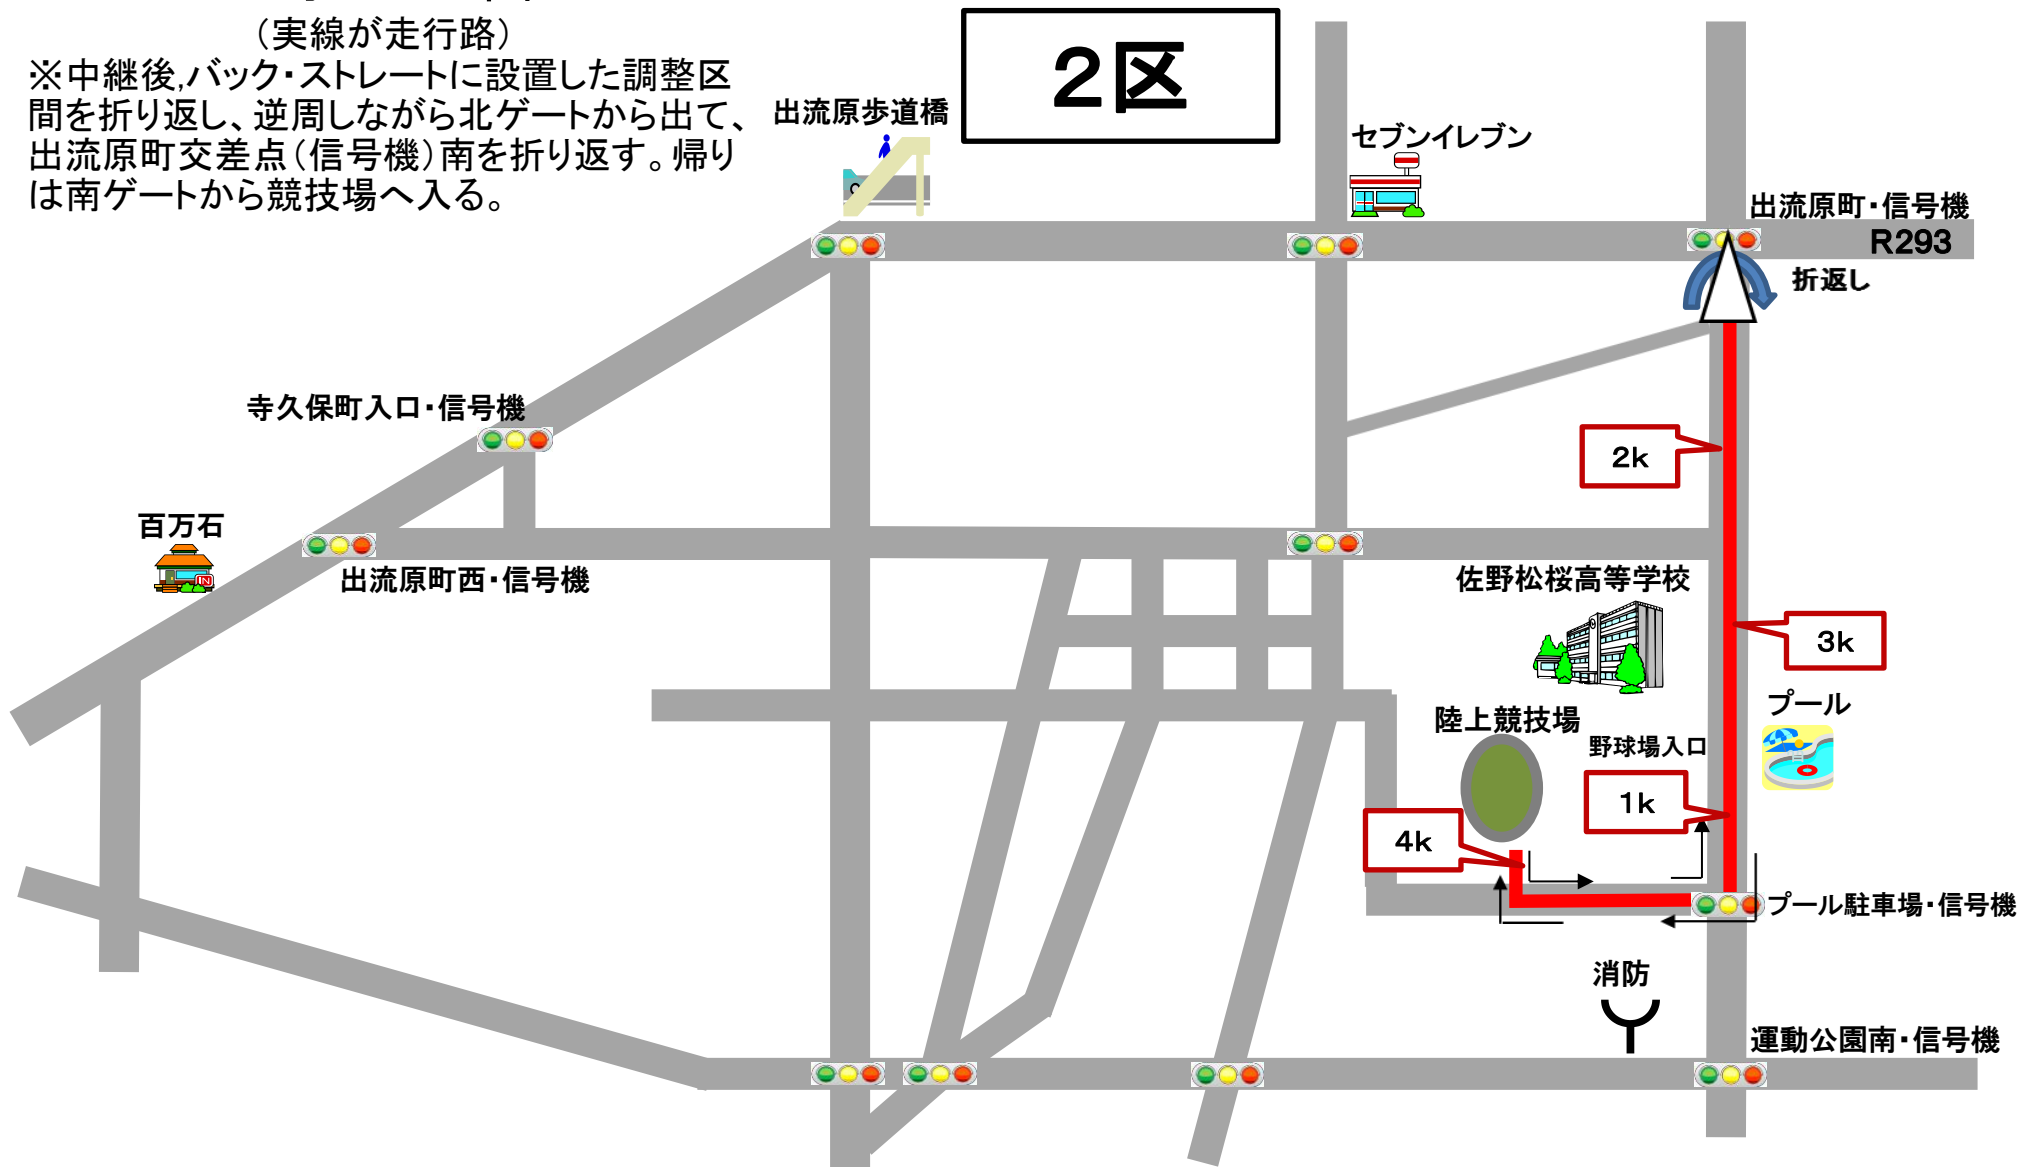 （実線が走行路）
※中継後,バック・ストレートに設置した調整区
間を折り返し、逆周しながら北ゲートから出て、
出流原町交差点（信号機）南を折り返す。帰り
は南ゲートから競技場へ入る。
2区
出流原歩道橋
セブンイレブン
出流原町・信号機
R293
折返し
寺久保町入口・信号機
2k
百万石
IN
出流原町西・信号機
佐野松桜高等学校
3k
プール
陸上競技場
野球場入口
1k
4k
プール駐車場・信号機
消防
運動公園南・信号機